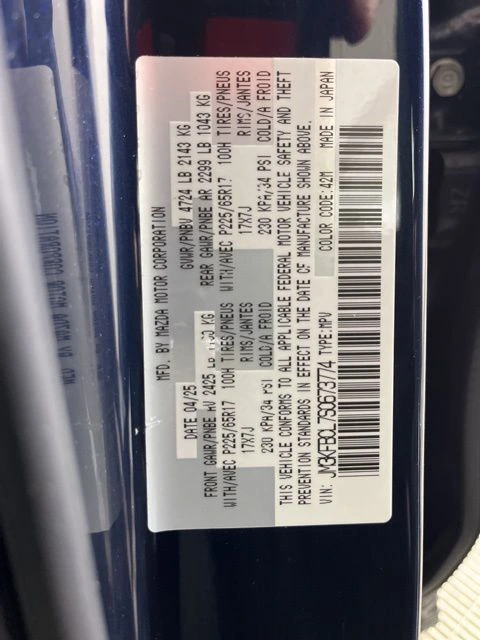 MFD. BY MAZDA MOTOR CORPORATION
DATE 04/25 GVWR/PNBV 4724 LB 2143 KG
FRONT GAWR/PNBE AV 2425 LB KG REAR GAWR/PNBE AR 2299 LB 1043 KG
WITH/AVEC P225/65R17 100H TIRES/PNEUS WITH/AVEC P225/65R17 100H TIRES/PNEUS
17X7J RIMS/JANTES 17X7J RIMS/JANTES
230 KPA/34 PSI COLD/A FROID 230 KPA/34 PSI COLD/A FROID
THIS VEHICLE CONFORMS TO ALL APPLICABLE FEDERAL MOTOR VEHICLE SAFETY AND THEFT
PREVENTION STANDARDS IN EFFECT ON THE DATE OF MANUFACTURE SHOWN ABOVE.
VIN: JM3KFBCL7S0673774 TYPE:MPV COLOR CODE:42M MADE IN JAPAN